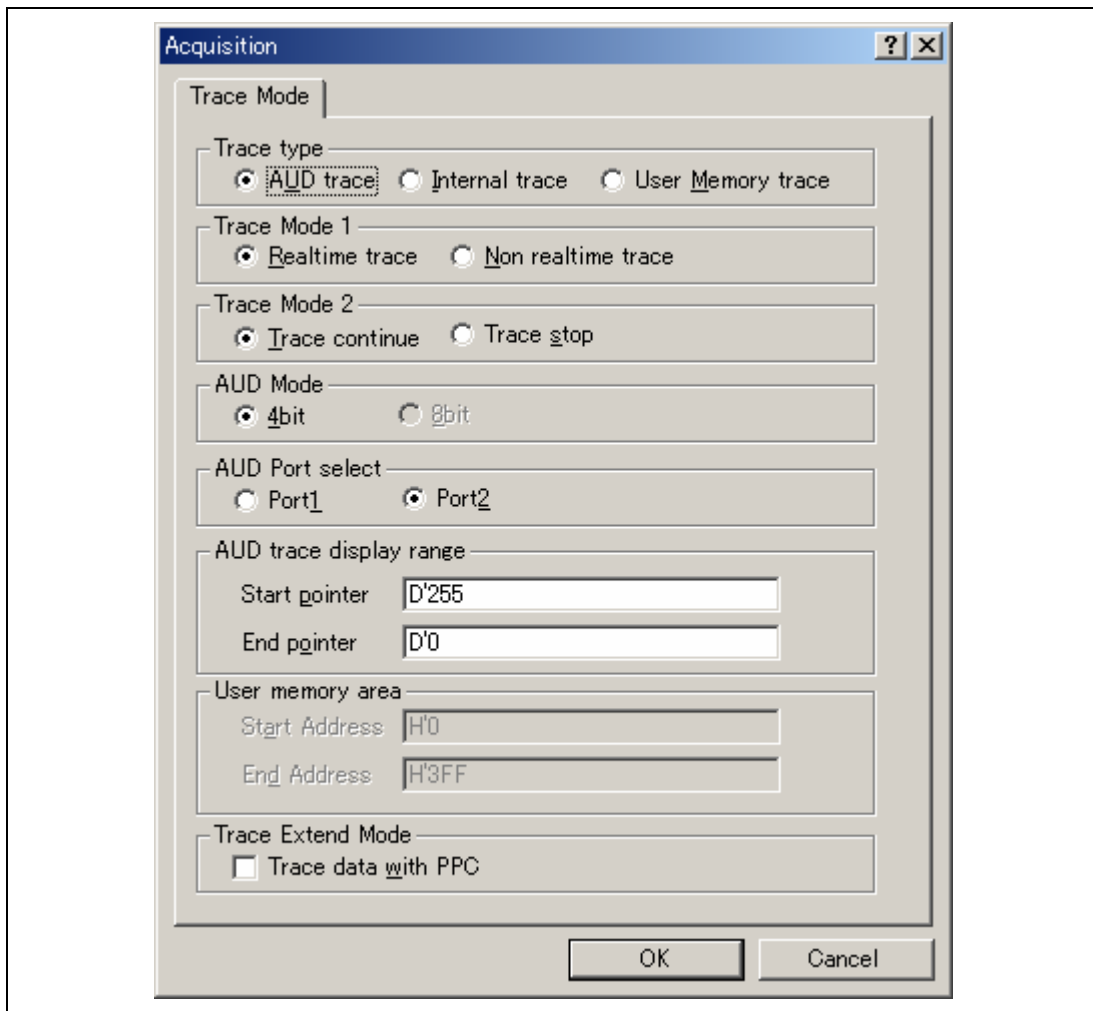 Acquisition
Trace Mode
Trace type
AUD trace Internal trace User Memory trace
Trace Mode 1
Realtime trace Non realtime trace
Trace Mode 2
Trace continue Trace stop
AUD Mode
4bit 8bit
AUD Port select
Port1 Port2
AUD trace display range
Start pointer D'255
End pointer D'0
User memory area
Start Address H'0
End Address H'3FF
Trace Extend Mode
Trace data with PPC
OK Cancel